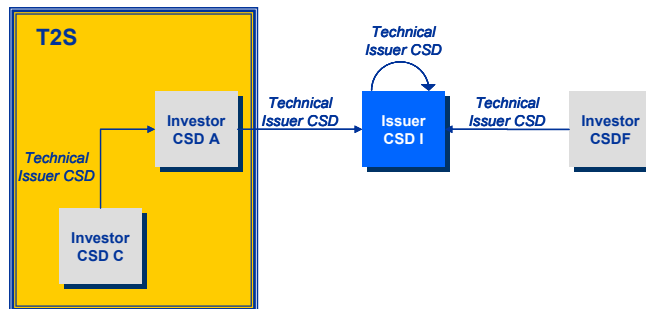 T2S
Technical
Issuer CSD
Investor
CSD A
Technical
Issuer CSD
Issuer
CSD I
Technical
Issuer CSD
Investor
CSDF
Technical
Issuer CSD
Investor
CSD C